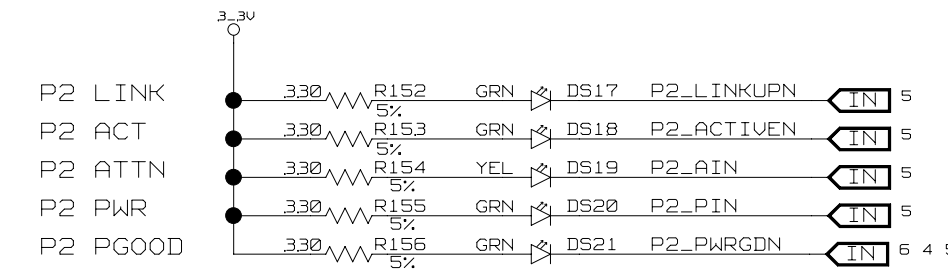 3_3V
P2 LINK 330 R152 5% GRN DS17 P2_LINKUPN IN 5
P2 ACT 330 R153 5% GRN DS18 P2_ACTIVEN IN 5
P2 ATTN 330 R154 5% YEL DS19 P2_AIN IN 5
P2 PWR 330 R155 5% GRN DS20 P2_PIN IN 5
P2 PGOOD 330 R156 5% GRN DS21 P2_PWRGDN IN 6 4